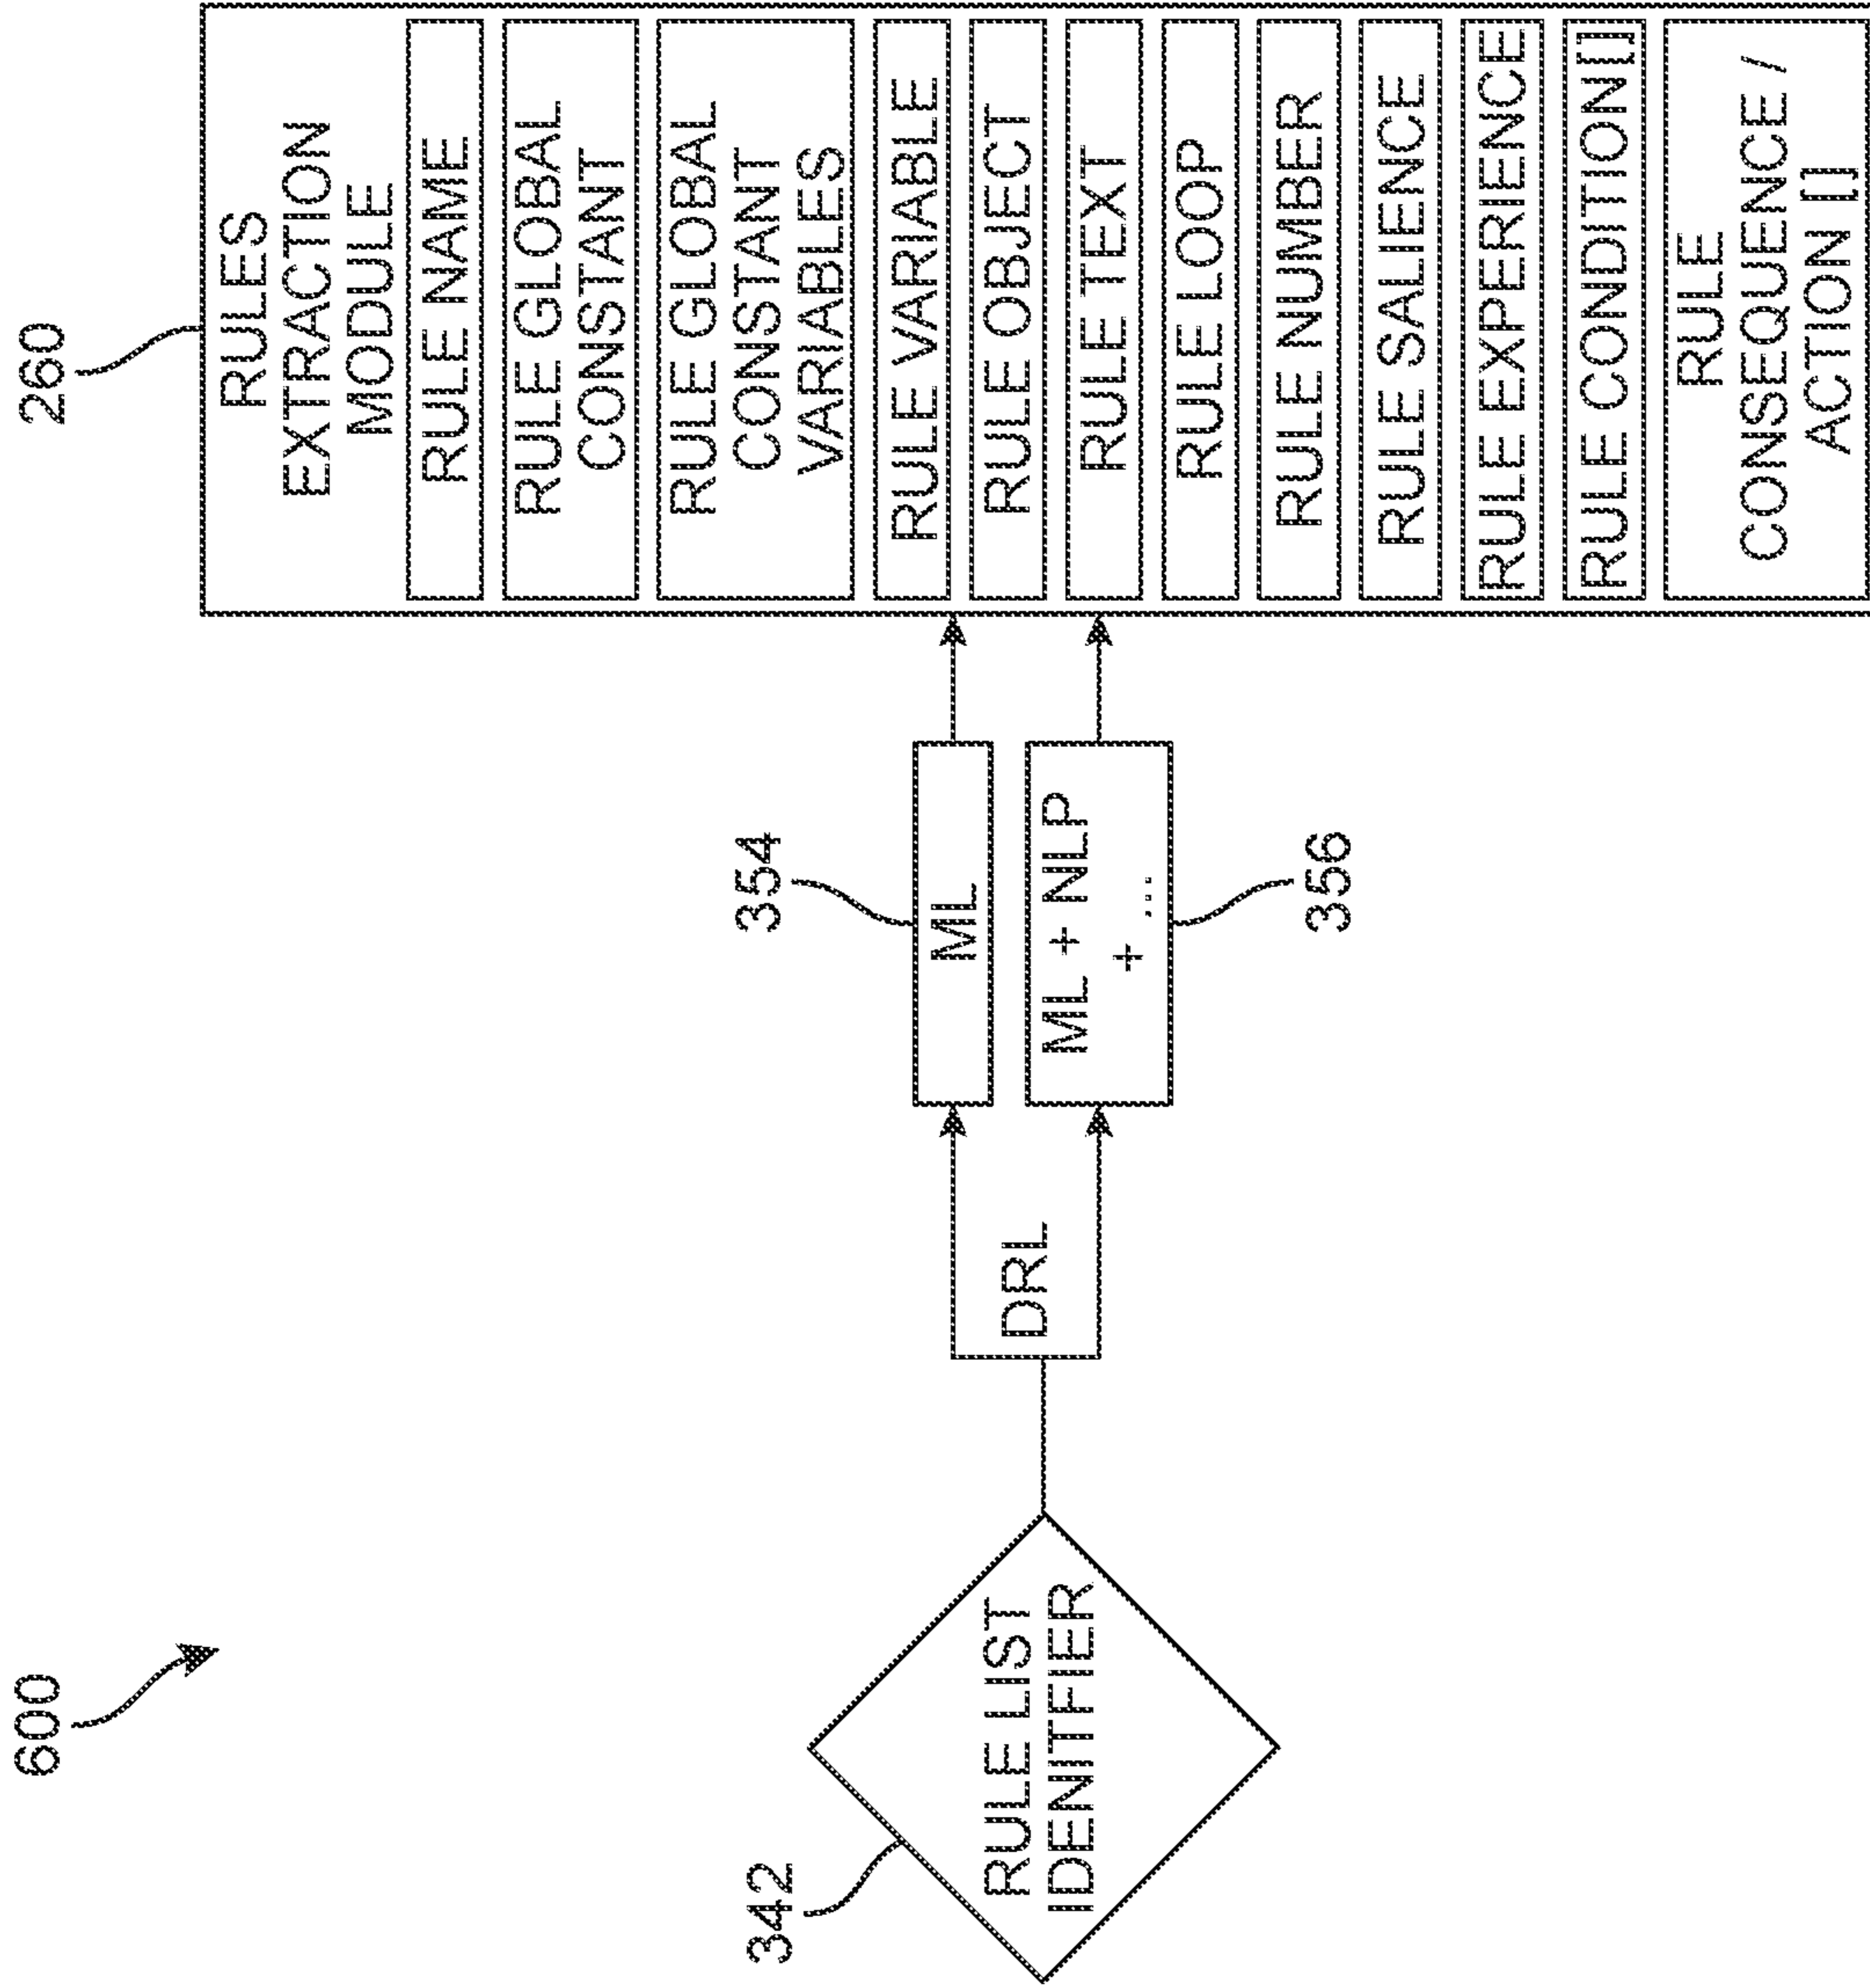 600
342
RULE LIST
IDENITFIER
DRL
354
ML
ML + NLP
+ ...
356
260
RULES
EXTRACTION
MODULE
RULE NAME
RULE GLOBAL
CONSTANT
RULE GLOBAL
CONSTANT
VARIABLES
RULE VARIABLE
RULE OBJECT
RULE TEXT
RULE LOOP
RULE NUMBER
RULE SALIENCE
RULE EXPERIENCE
RULE CONDITION[]
RULE
CONSEQUENCE /
ACTION []